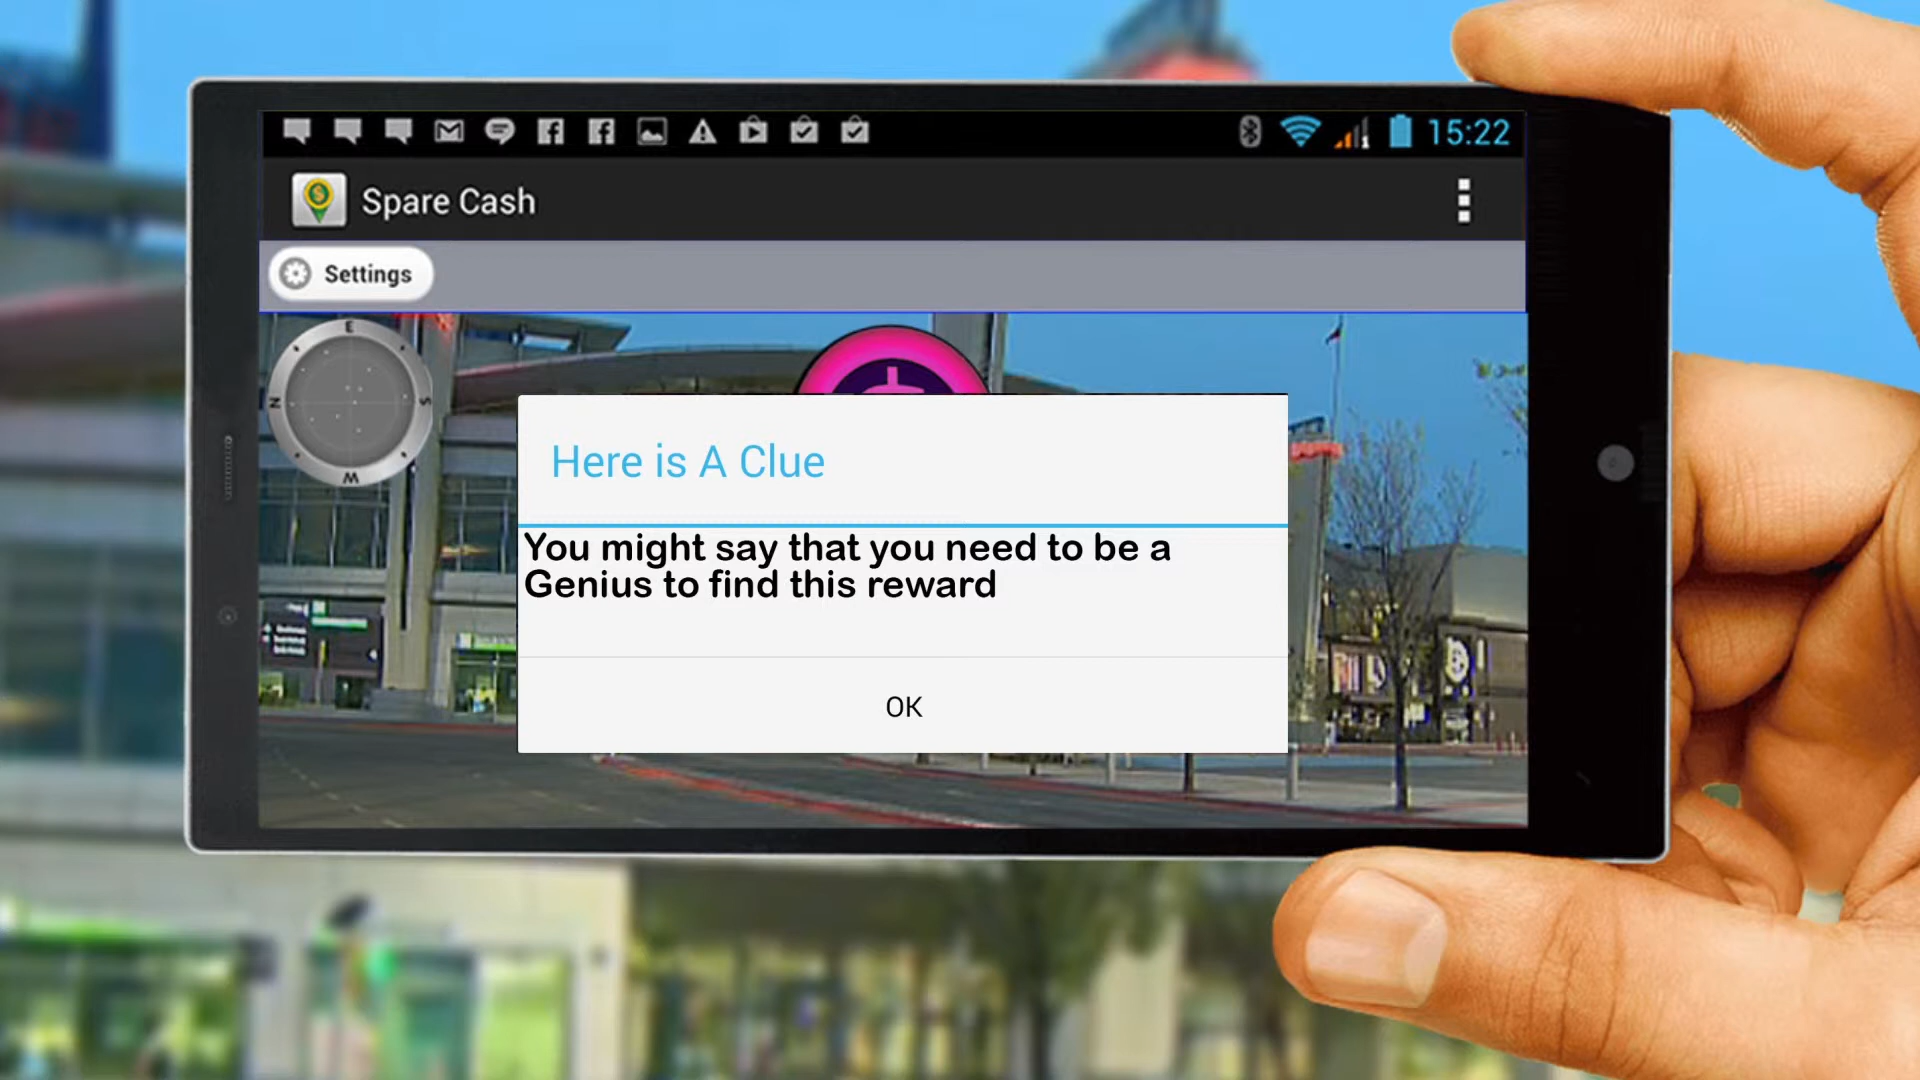 15:22
Spare Cash
Settings
E
N
S
W
Here is A Clue
You might say that you need to be a
Genius to find this reward
OK